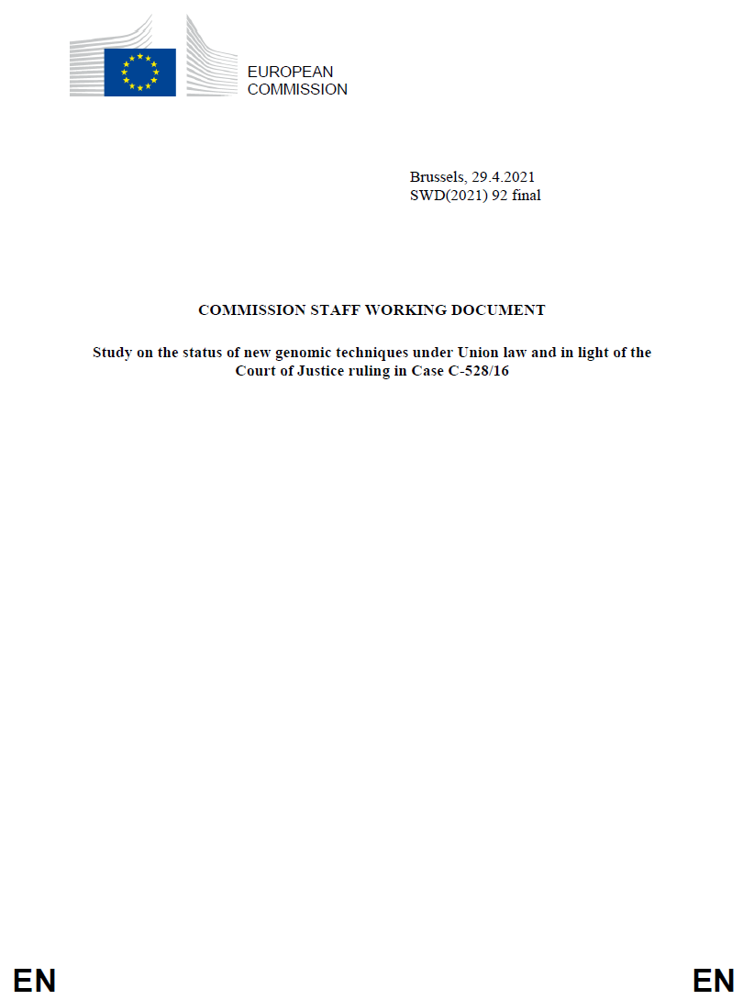 EUROPEAN
COMMISSION
Brussels, 29.4.2021
SWD(2021) 92 final
COMMISSION STAFF WORKING DOCUMENT
Study on the status of new genomic techniques under Union law and in light of the
Court of Justice ruling in Case C-528/16
EN
EN